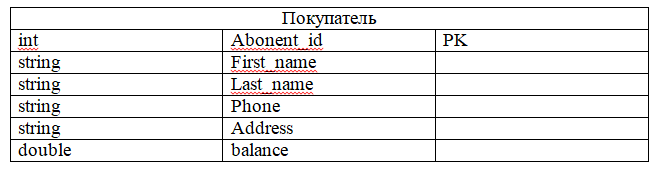 Покупатель
int Abonent_id PK
string First_name
string Last_name
string Phone
string Address
double balance